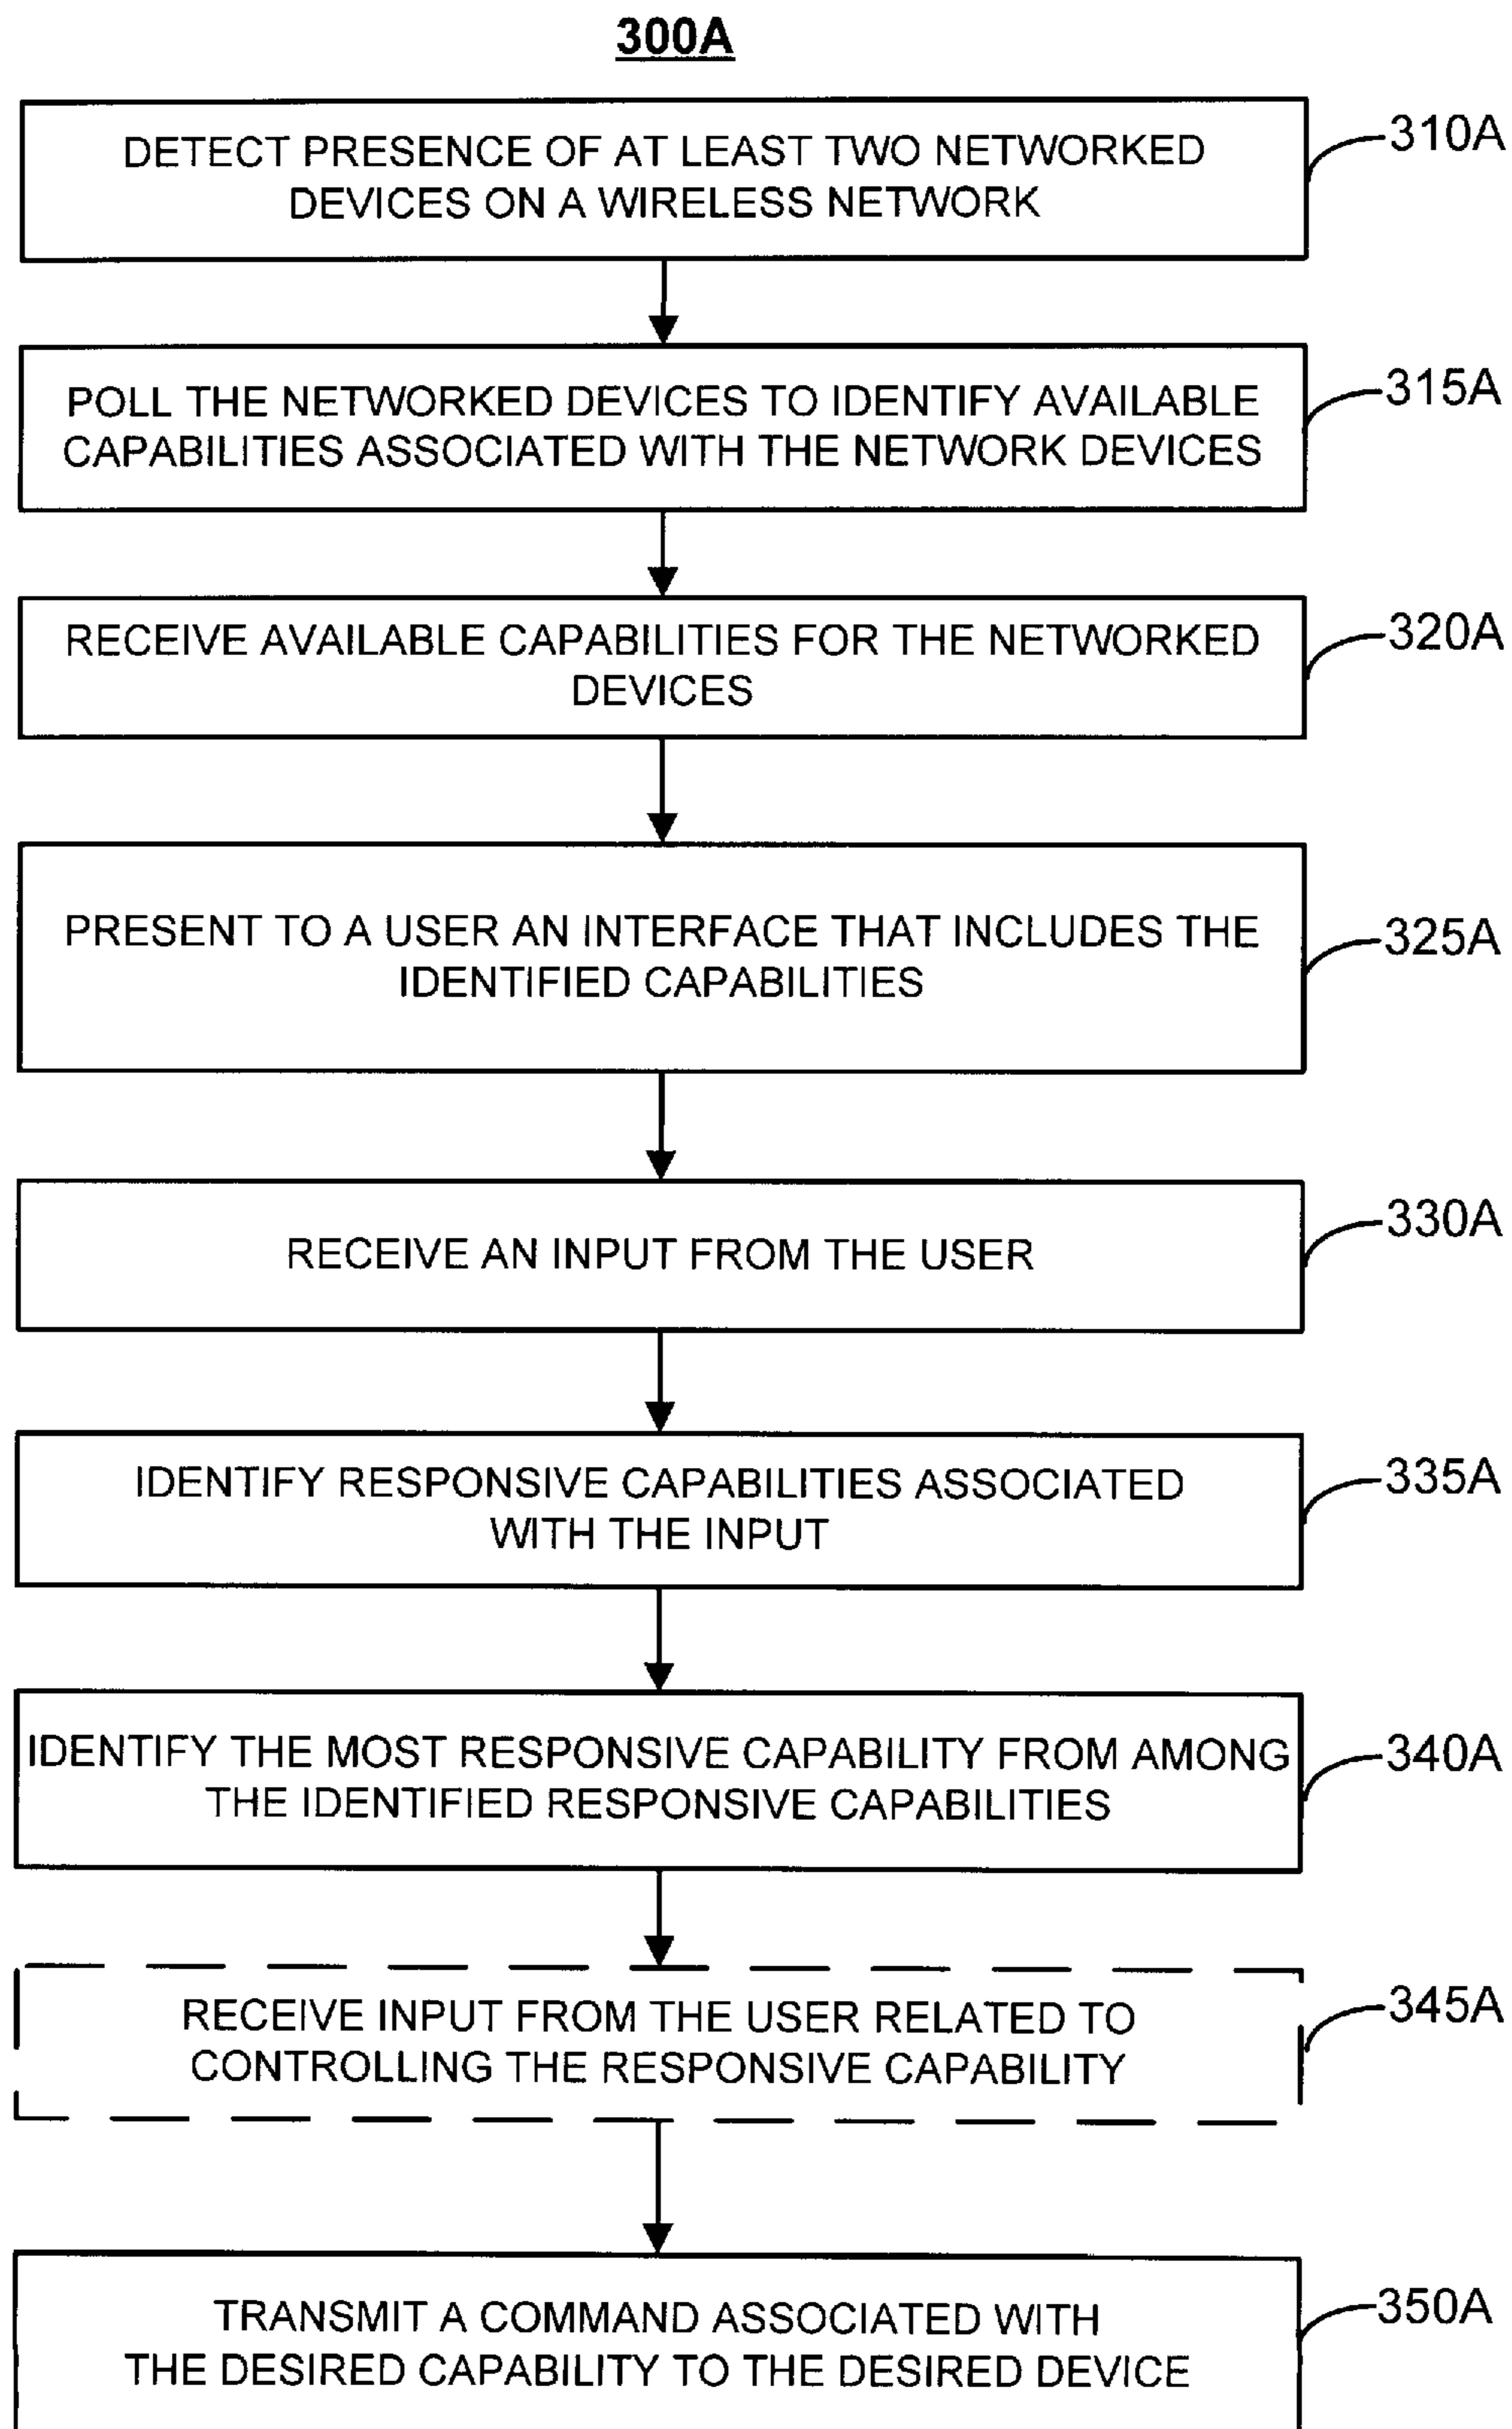 300A
DETECT PRESENCE OF AT LEAST TWO NETWORKED
DEVICES ON A WIRELESS NETWORK
310A
POLL THE NETWORKED DEVICES TO IDENTIFY AVAILABLE
CAPABILITIES ASSOCIATED WITH THE NETWORK DEVICES
315A
RECEIVE AVAILABLE CAPABILITIES FOR THE NETWORKED
DEVICES
320A
PRESENT TO A USER AN INTERFACE THAT INCLUDES THE
IDENTIFIED CAPABILITIES
325A
RECEIVE AN INPUT FROM THE USER
330A
IDENTIFY RESPONSIVE CAPABILITIES ASSOCIATED
WITH THE INPUT
335A
IDENTIFY THE MOST RESPONSIVE CAPABILITY FROM AMONG
THE IDENTIFIED RESPONSIVE CAPABILITIES
340A
RECEIVE INPUT FROM THE USER RELATED TO
CONTROLLING THE RESPONSIVE CAPABILITY
345A
TRANSMIT A COMMAND ASSOCIATED WITH
THE DESIRED CAPABILITY TO THE DESIRED DEVICE
350A